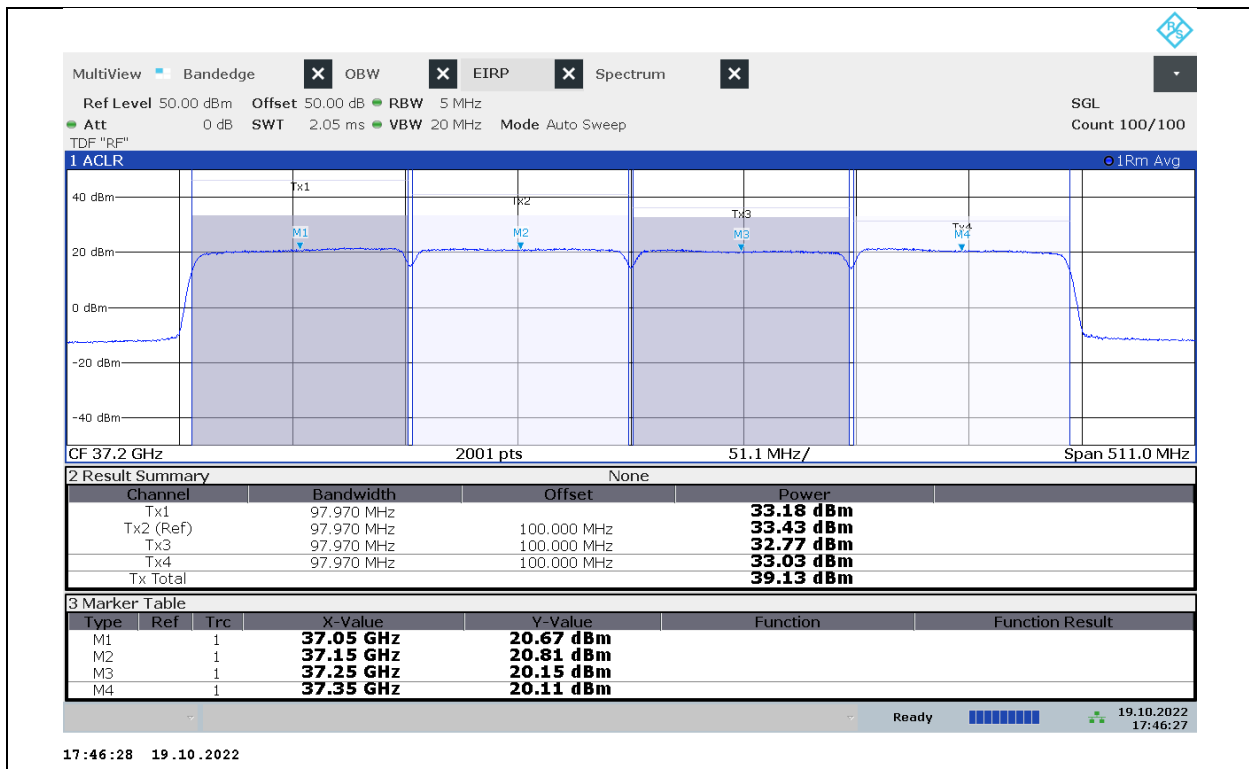 R&S
MultiView Bandedge X OBW X EIRP X Spectrum X
Ref Level 50.00 dBm Offset 50.00 dB RBW 5 MHz SGL
Att 0 dB SWT 2.05 ms VBW 20 MHz Mode Auto Sweep Count 100/100
TDF "RF"
1 ACLR 1Rm Avg
Tx1
40 dBm
Tx2
Tx3
Tx4
M1 M2 M3 M4
20 dBm
0 dBm
-20 dBm
-40 dBm
CF 37.2 GHz 2001 pts 51.1 MHz/ Span 511.0 MHz
2 Result Summary None
Channel Bandwidth Offset Power
Tx1 97.970 MHz 33.18 dBm
Tx2 (Ref) 97.970 MHz 100.000 MHz 33.43 dBm
Tx3 97.970 MHz 100.000 MHz 32.77 dBm
Tx4 97.970 MHz 100.000 MHz 33.03 dBm
Tx Total 39.13 dBm
3 Marker Table
Type Ref Trc X-Value Y-Value Function Function Result
M1 1 37.05 GHz 20.67 dBm
M2 1 37.15 GHz 20.81 dBm
M3 1 37.25 GHz 20.15 dBm
M4 1 37.35 GHz 20.11 dBm
Ready 19.10.2022
17:46:27
17:46:28 19.10.2022